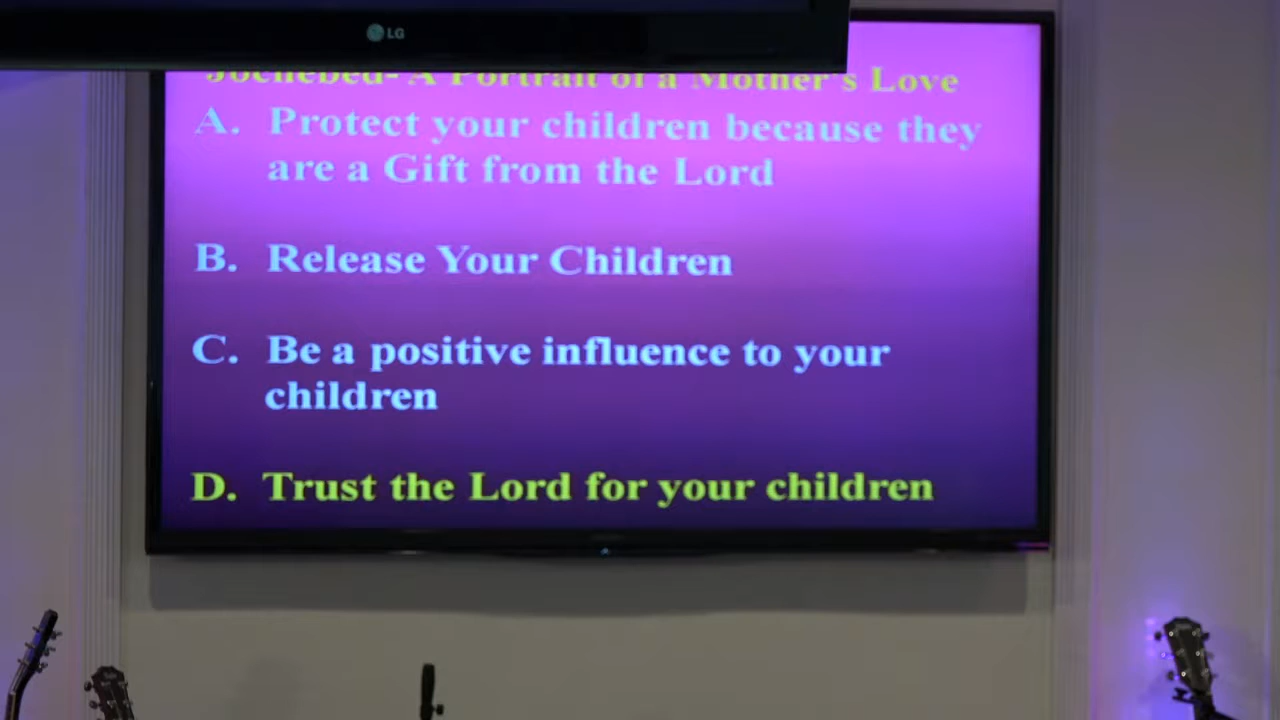 LG
Jochebed- A Portrait of a Mother's Love
A. Protect your children because they
are a Gift from the Lord
B. Release Your Children
C. Be a positive influence to your
children
D. Trust the Lord for your children